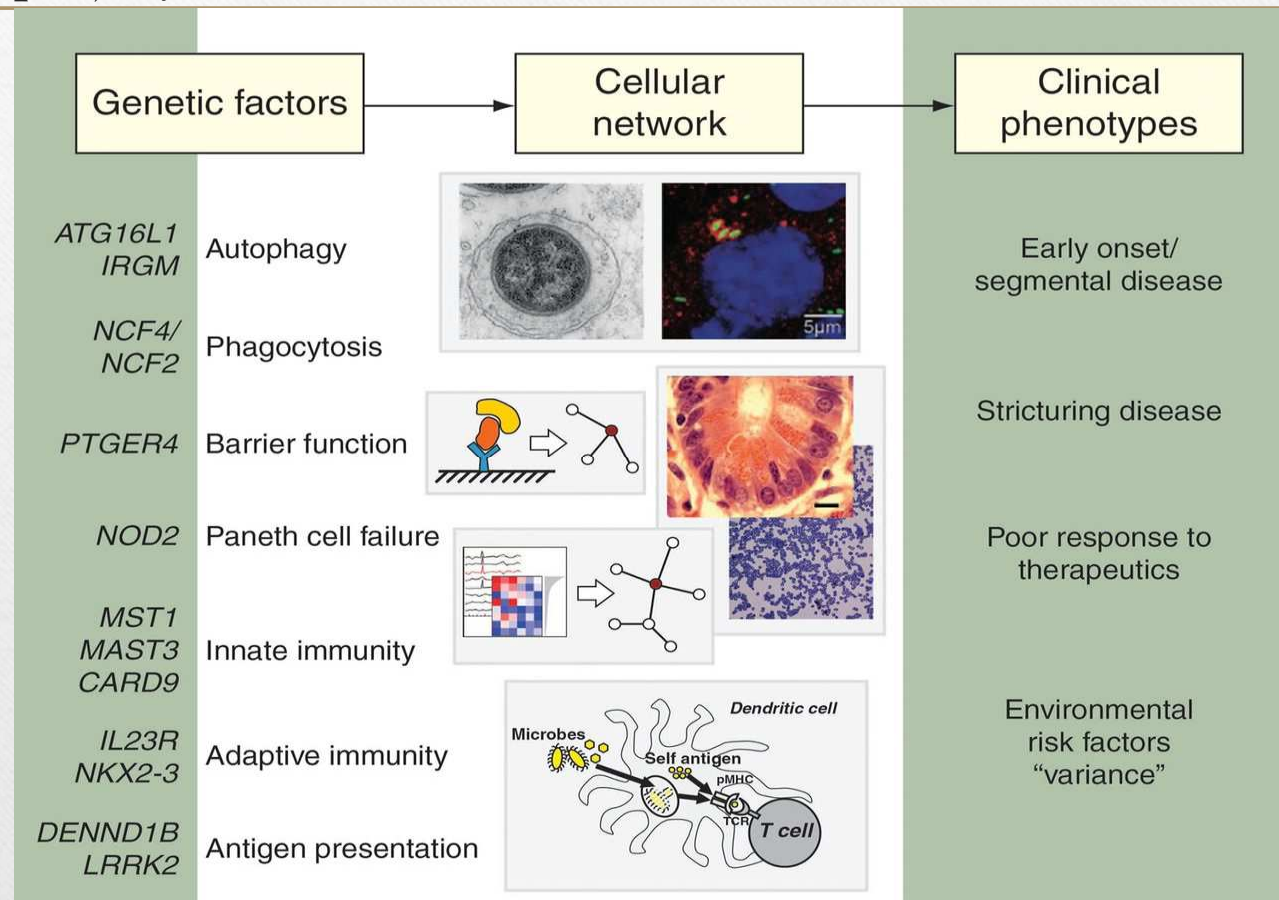 Genetic factors
Cellular
network
Clinical
phenotypes
ATG16L1
IRGM
Autophagy
NCF4/
NCF2
Phagocytosis
PTGER4
Barrier function
NOD2
Paneth cell failure
MST1
MAST3
CARD9
Innate immunity
IL23R
NKX2-3
Adaptive immunity
DENND1B
LRRK2
Antigen presentation
5µm
Dendritic cell
Microbes
Self antigen
pMHC
TCR
T cell
Early onset/
segmental disease
Stricturing disease
Poor response to
therapeutics
Environmental
risk factors
“variance”